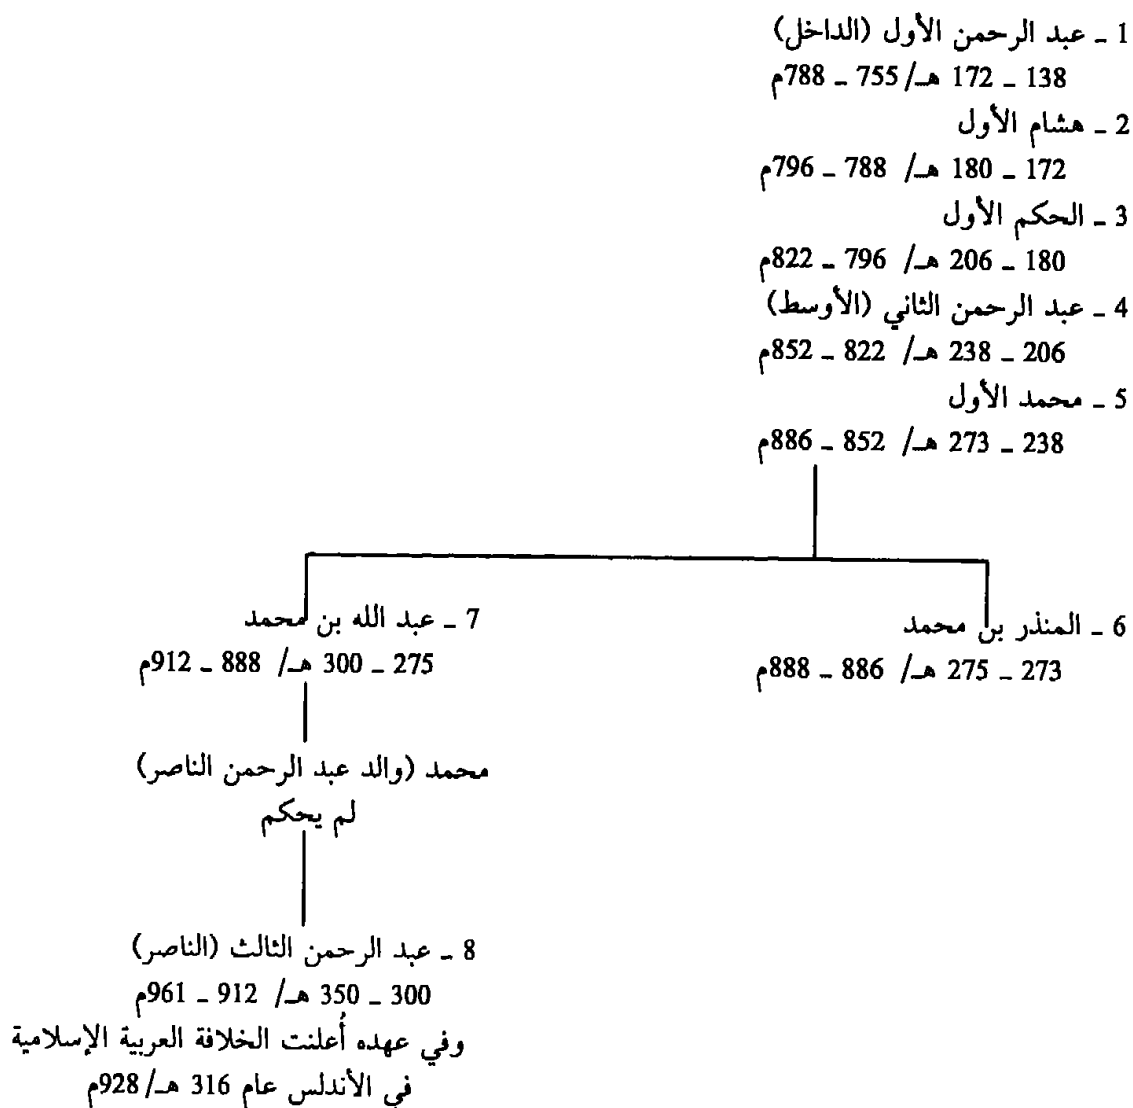 1 ـ عبد الرحمن الأول (الداخل)
138 ـ 172 هـ/ 755 ـ 788م
2 ـ هشام الأول
172 ـ 180 هـ/ 788 ـ 796م
3 ـ الحكم الأول
180 ـ 206 هـ/ 796 ـ 822م
4 ـ عبد الرحمن الثاني (الأوسط)
206 ـ 238 هـ/ 822 ـ 852م
5 ـ محمد الأول
238 ـ 273 هـ/ 852 ـ 886م
6 ـ المنذر بن محمد
273 ـ 275 هـ/ 886 ـ 888م
7 ـ عبد الله بن محمد
275 ـ 300 هـ/ 888 ـ 912م
محمد (والد عبد الرحمن الناصر)
لم يحكم
8 ـ عبد الرحمن الثالث (الناصر)
300 ـ 350 هـ/ 912 ـ 961م
وفي عهده أُعلنت الخلافة العربية الإسلامية
في الأندلس عام 316 هـ/928م